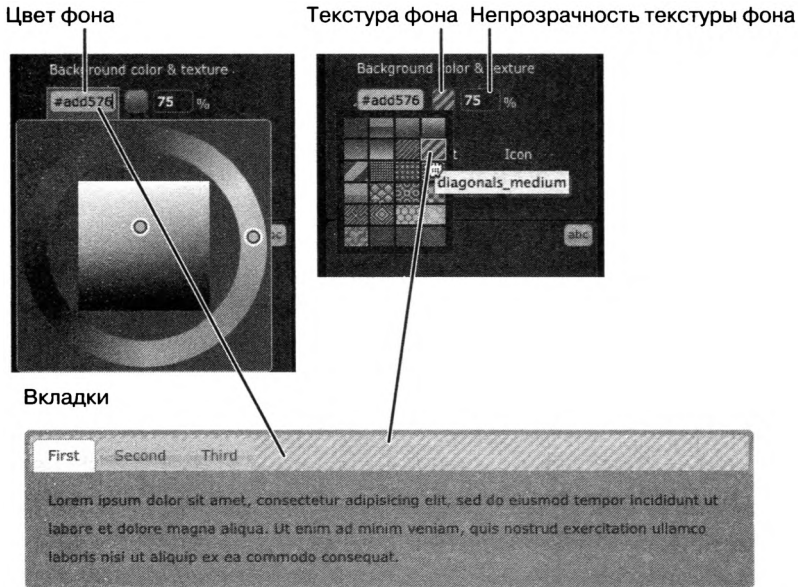 Цвет фона
Текстура фона Непрозрачность текстуры фона
Background color & texture
#add576 75 %
Background color & texture
#add576 75 %
Icon
diagonals_medium
abc
Вкладки
First Second Third
Lorem ipsum dolor sit amet, consectetur adipisicing elit, sed do eiusmod tempor incididunt ut
labore et dolore magna aliqua. Ut enim ad minim veniam, quis nostrud exercitation ullamco
laboris nisi ut aliquip ex ea commodo consequat.